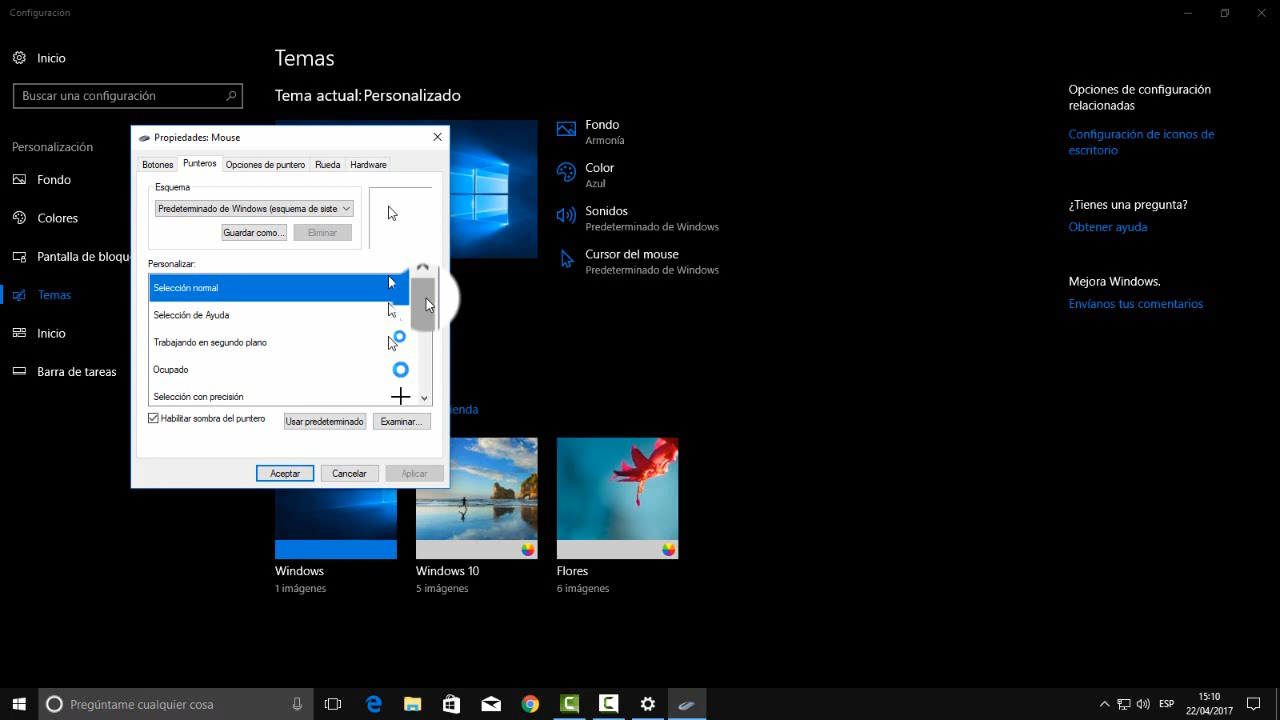 Configuración
Inicio
Buscar una configuración
Personalización
Fondo
Colores
Pantalla de bloqu
Temas
Inicio
Barra de tareas
Temas
Tema actual: Personalizado
Fondo
Armonía
Color
Azul
Sonidos
Predeterminado de Windows
Cursor del mouse
Predeterminado de Windows
ienda
Windows
1 imágenes
Windows 10
5 imágenes
Flores
6 imágenes
Opciones de configuración
relacionadas
Configuración de iconos de
escritorio
¿Tienes una pregunta?
Obtener ayuda
Mejora Windows.
Envíanos tus comentarios
Propiedades: Mouse
Botones
Punteros
Opciones de puntero
Rueda
Hardware
Esquema
Predeterminado de Windows (esquema de siste
Guardar como...
Eliminar
Personalizar:
Selección normal
Selección de Ayuda
Trabajando en segundo plano
Ocupado
Selección con precisión
Habilitar sombra del puntero
Usar predeterminado
Examinar...
Aceptar
Cancelar
Aplicar
Pregúntame cualquier cosa
ESP
15:10
22/04/2017